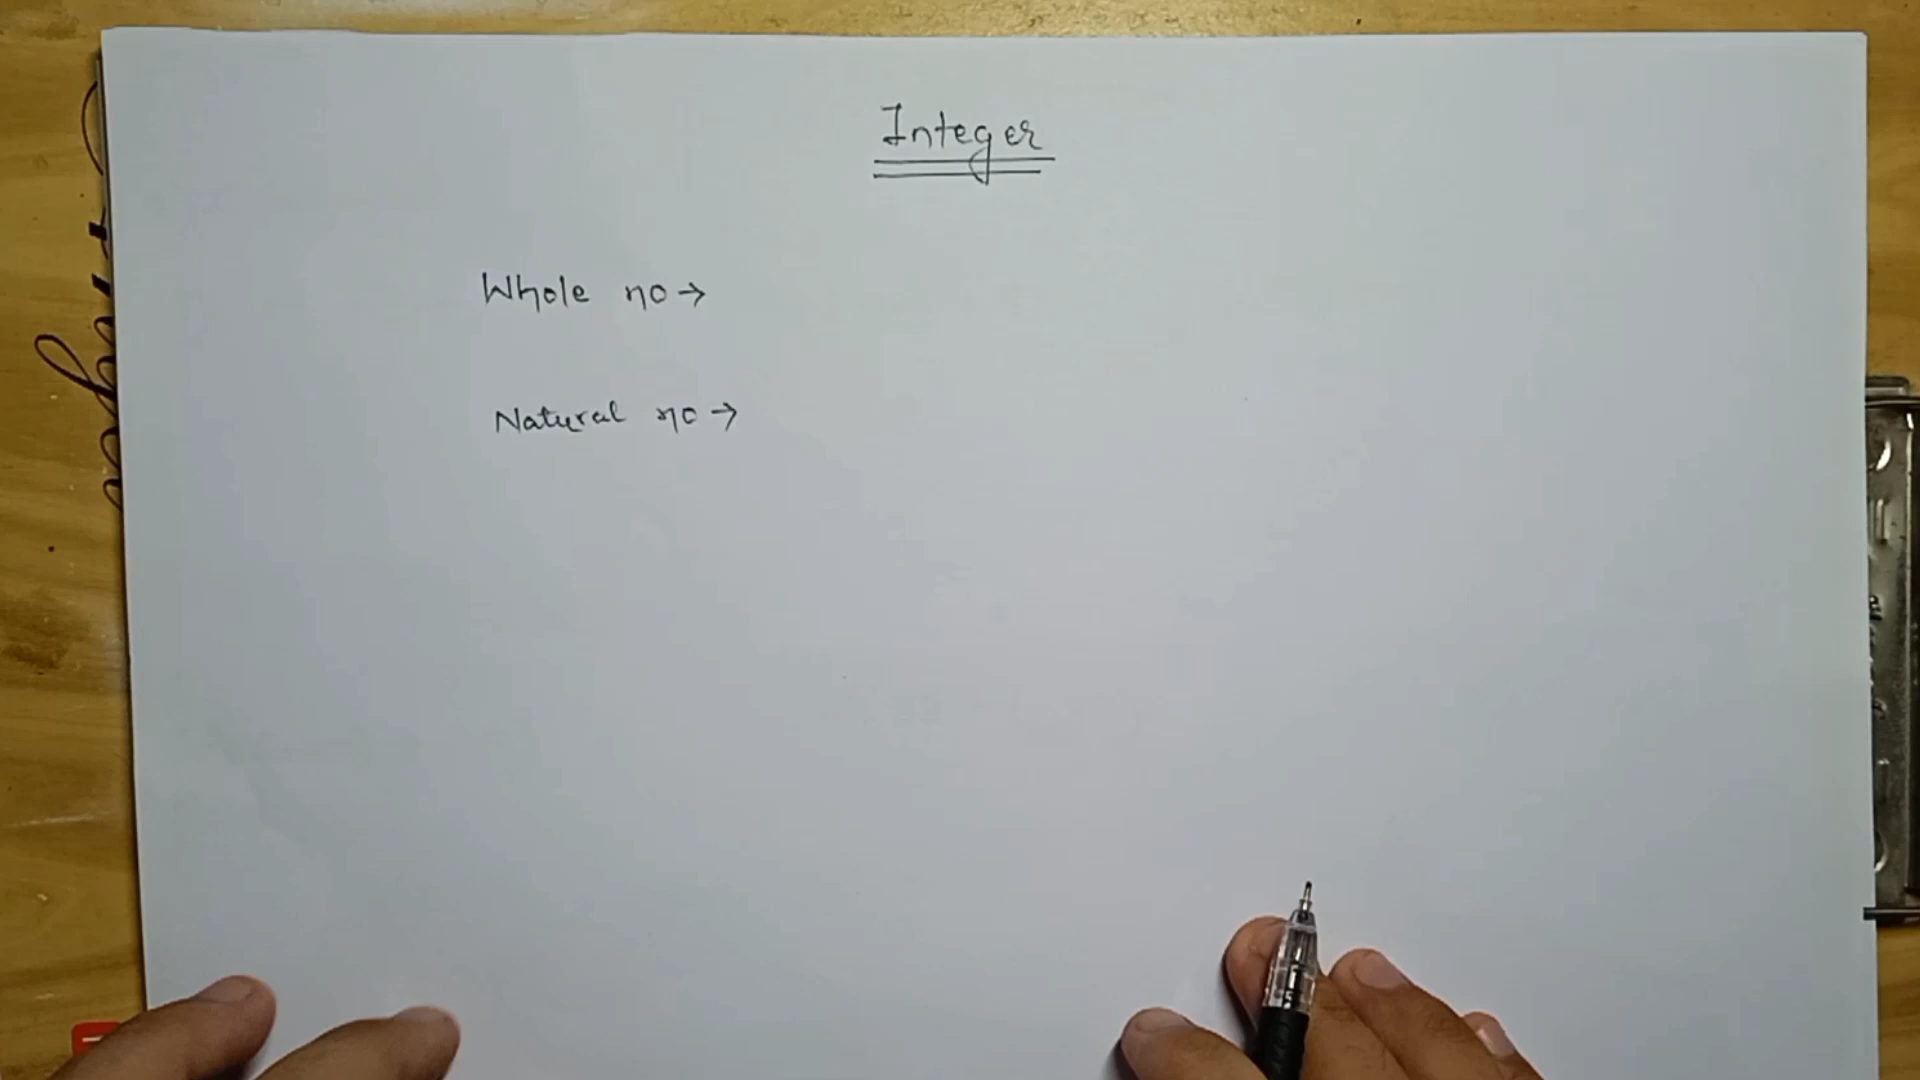 Integer
Whole no →
Natural no →